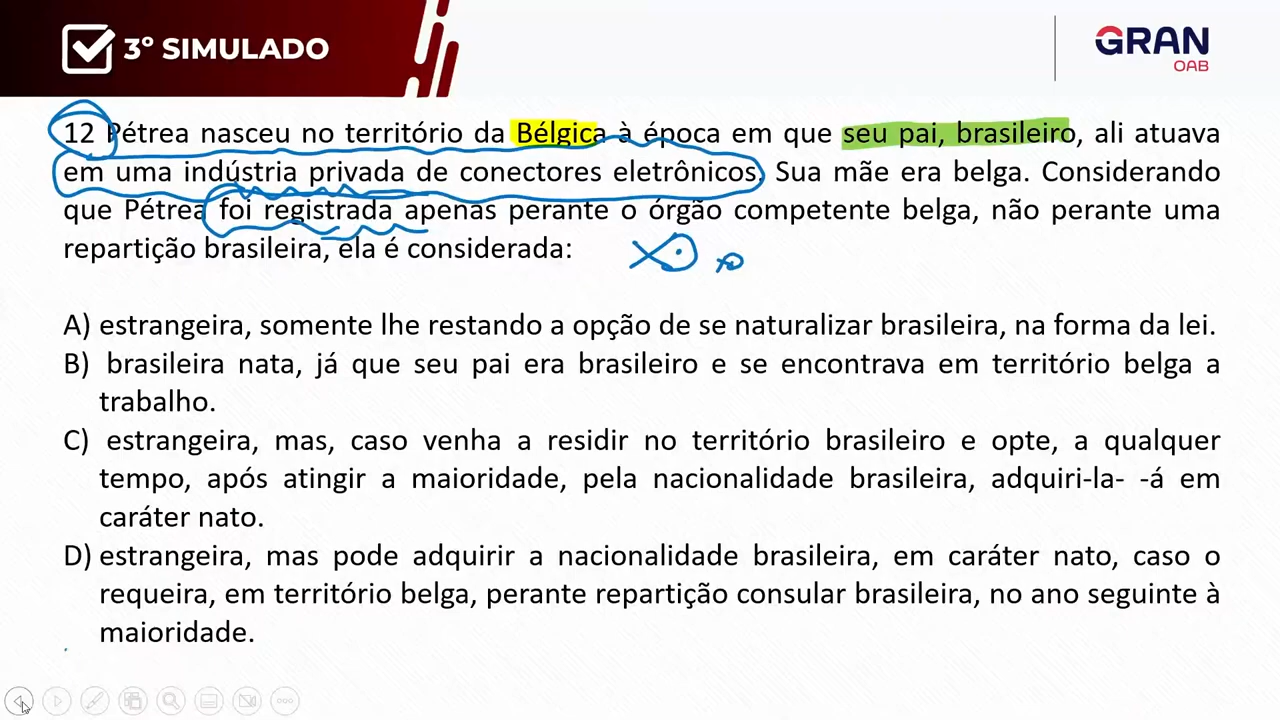 3º SIMULADO
GRAN
OAB
12 Pétrea nasceu no território da Bélgica à época em que seu pai, brasileiro, ali atuava
em uma indústria privada de conectores eletrônicos. Sua mãe era belga. Considerando
que Pétrea foi registrada apenas perante o órgão competente belga, não perante uma
repartição brasileira, ela é considerada:
A) estrangeira, somente lhe restando a opção de se naturalizar brasileira, na forma da lei.
B) brasileira nata, já que seu pai era brasileiro e se encontrava em território belga a
trabalho.
C) estrangeira, mas, caso venha a residir no território brasileiro e opte, a qualquer
tempo, após atingir a maioridade, pela nacionalidade brasileira, adquiri-la- -á em
caráter nato.
D) estrangeira, mas pode adquirir a nacionalidade brasileira, em caráter nato, caso o
requeira, em território belga, perante repartição consular brasileira, no ano seguinte à
maioridade.